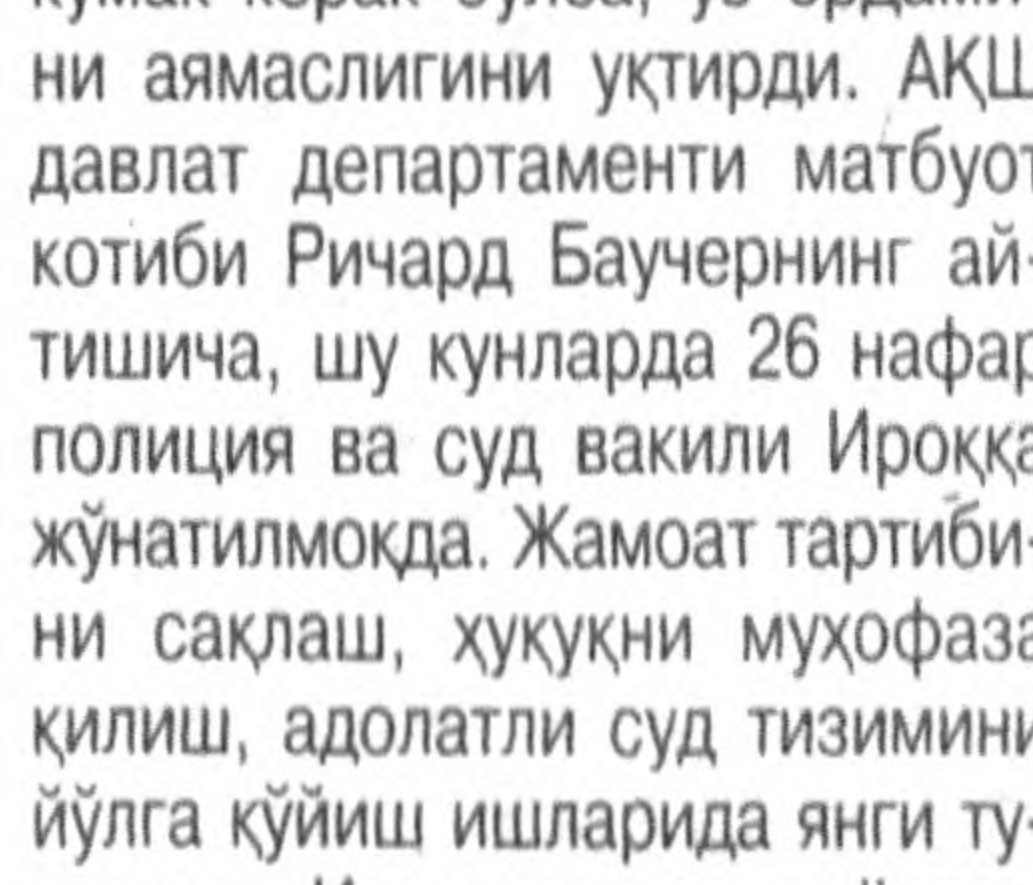 ни аямаслигини уқтирди. АҚШ
давлат департаменти матбуот
котиби Ричард Баучернинг ай-
тишича, шу кунларда 26 нафар
полиция ва суд вакили Ироққа
жўнатилмоқда. Жамоат тартиби-
ни сақлаш, ҳуқуқни муҳофаза
қилиш, адолатли суд тизимини
йўлга қўйиш ишларида янги ту-